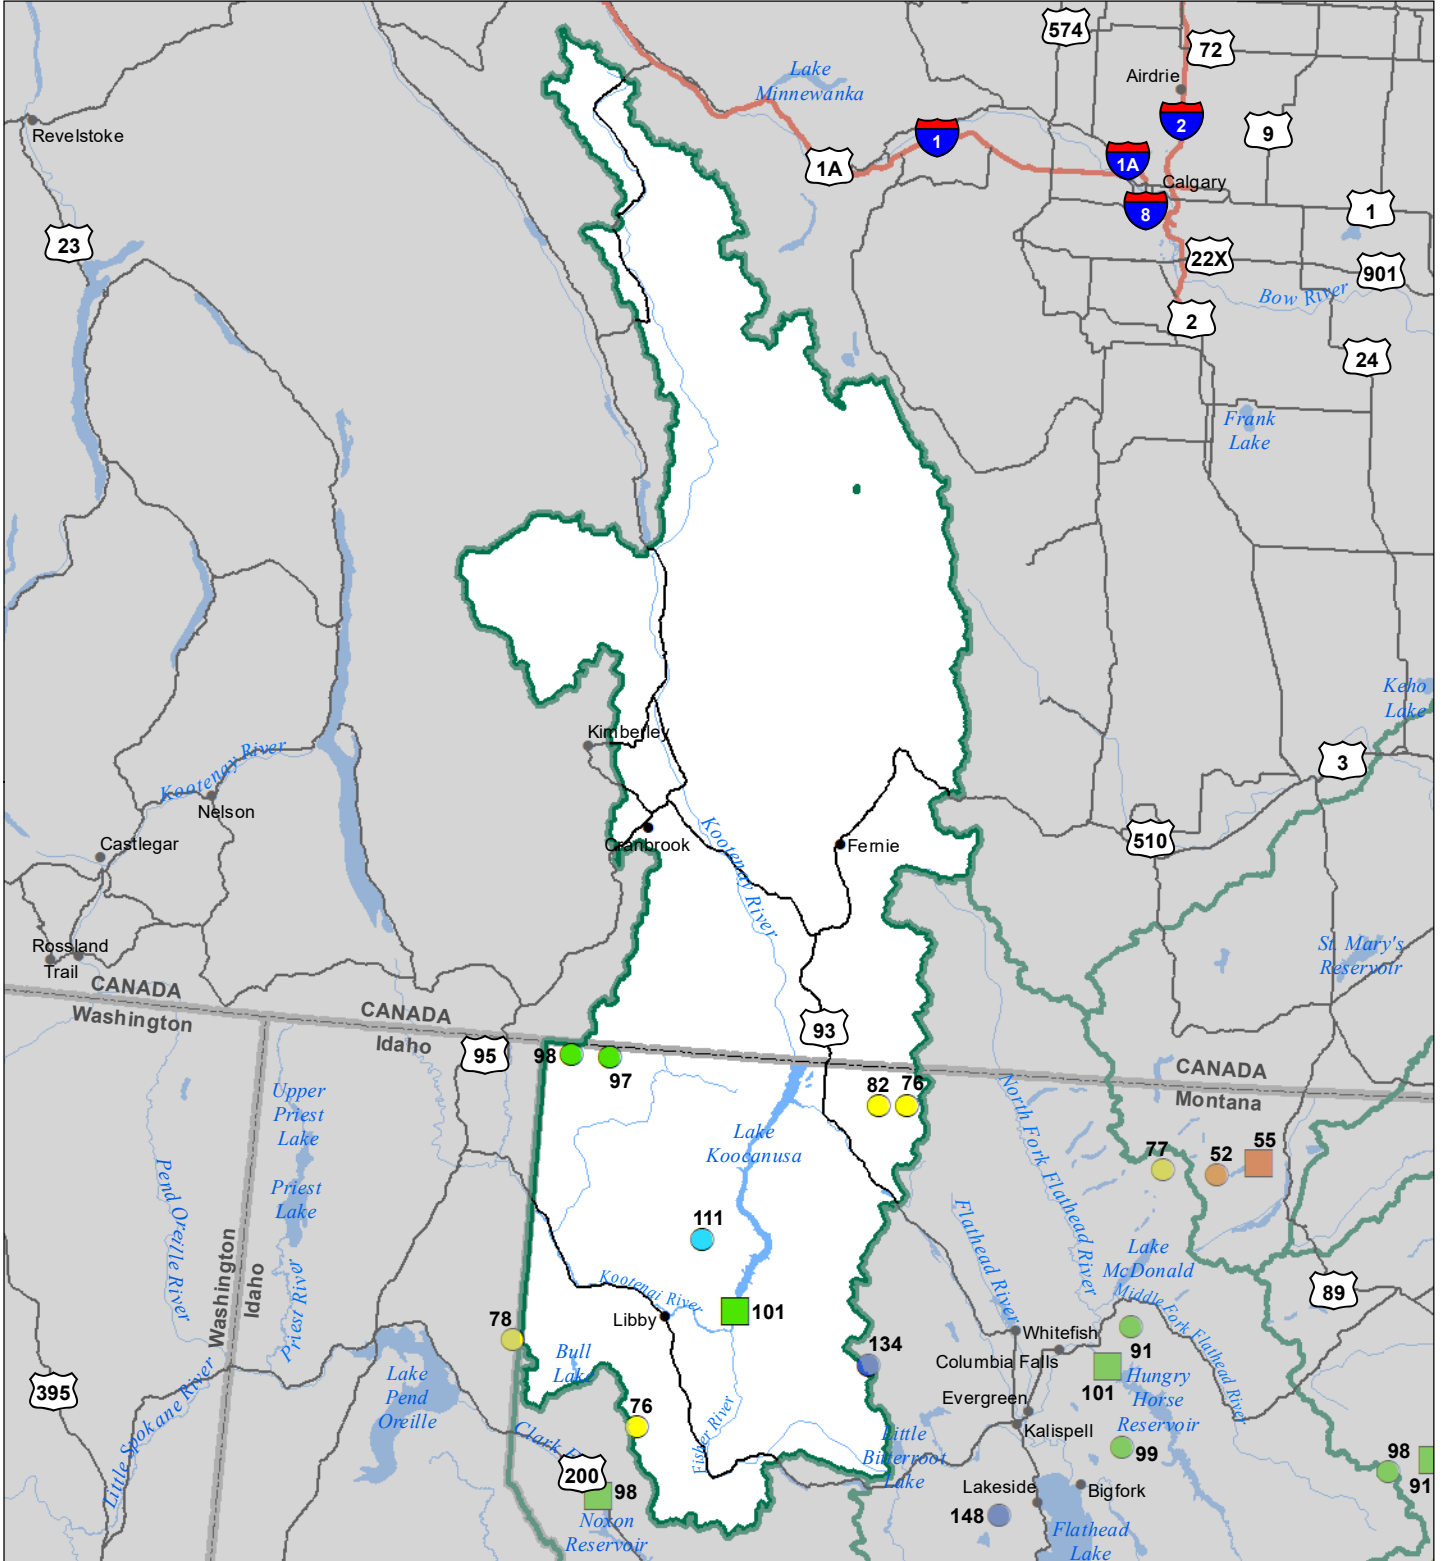 574
72
Airdrie
Lake
Minnewanka
2
9
1
Revelstoke
1A
1A
Calgary
8
1
23
22X
901
Bow River
2
24
Frank
Lake
Keho
Lake
Kimberley
Kootenay River
3
Nelson
Castlegar
Cranbrook
Kootenay River
Fernie
510
Rossland
Trail
St. Mary's
Reservoir
CANADA
Washington
CANADA
Idaho
95
98
97
93
CANADA
Montana
82
76
Upper
Priest
Lake
North Fork Flathead River
Lake
Koocanusa
77
52
55
Pend Oreille River
Priest
Lake
111
Flathead River
Lake
McDonald
Washington
Idaho
Priest River
Kootenai River
Middle Fork Flathead River
89
Libby
101
78
Whitefish
91
134
Columbia Falls
Bull
Lake
101
Hungry
Horse
Reservoir
395
Lake
Pend
Oreille
Little Spokane River
Evergreen
76
Kalispell
Fisher River
Clark F
Little
Bitterroot
Lake
99
98
91
200
98
Lakeside
Bigfork
148
Noxon
Reservoir
Flathead
Lake